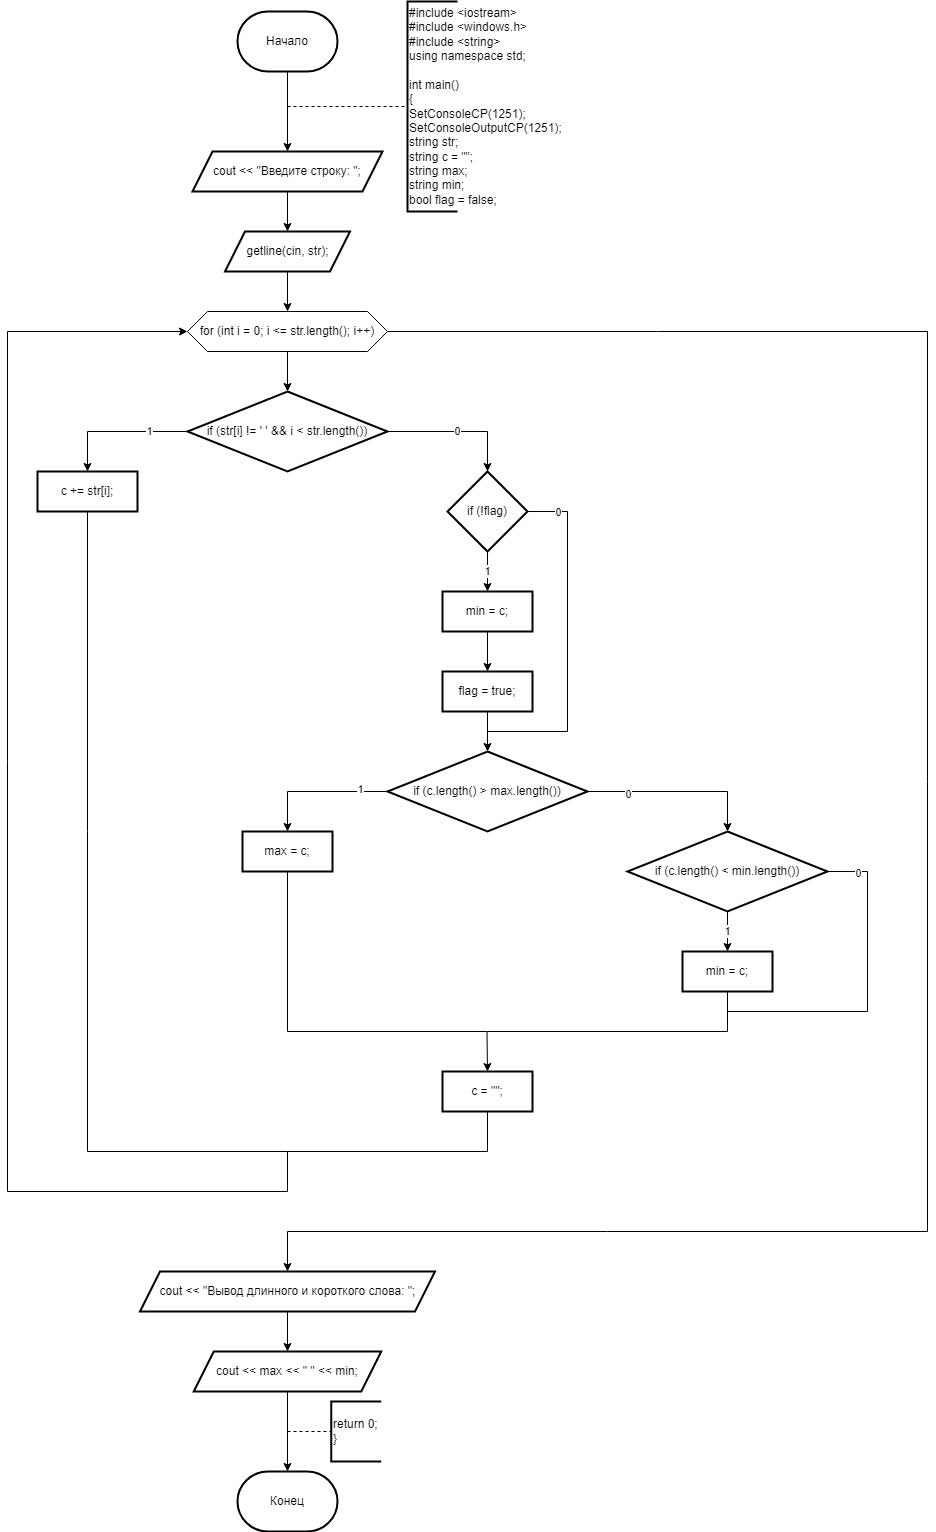 Начало
#include <iostream>
#include <windows.h>
#include <string>
using namespace std;
int main()
{
SetConsoleCP(1251);
SetConsoleOutputCP(1251);
string str;
string c = "";
string max;
string min;
bool flag = false;
cout << "Введите строку: ";
getline(cin, str);
for (int i = 0; i <= str.length(); i++)
if (str[i] != ' ' && i < str.length())
1
0
c += str[i];
if (!flag)
0
1
min = c;
flag = true;
if (c.length() > max.length())
1
0
max = c;
if (c.length() < min.length())
0
1
min = c;
c = "";
cout << "Вывод длинного и короткого слова: ";
cout << max << " " << min;
return 0;
}
Конец